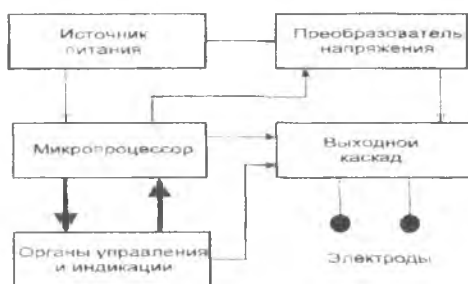 Источник
питания
Преобразователь
напряжения
Микропроцессор
Выходной
каскад
Органы управления
и индикации
Электроды